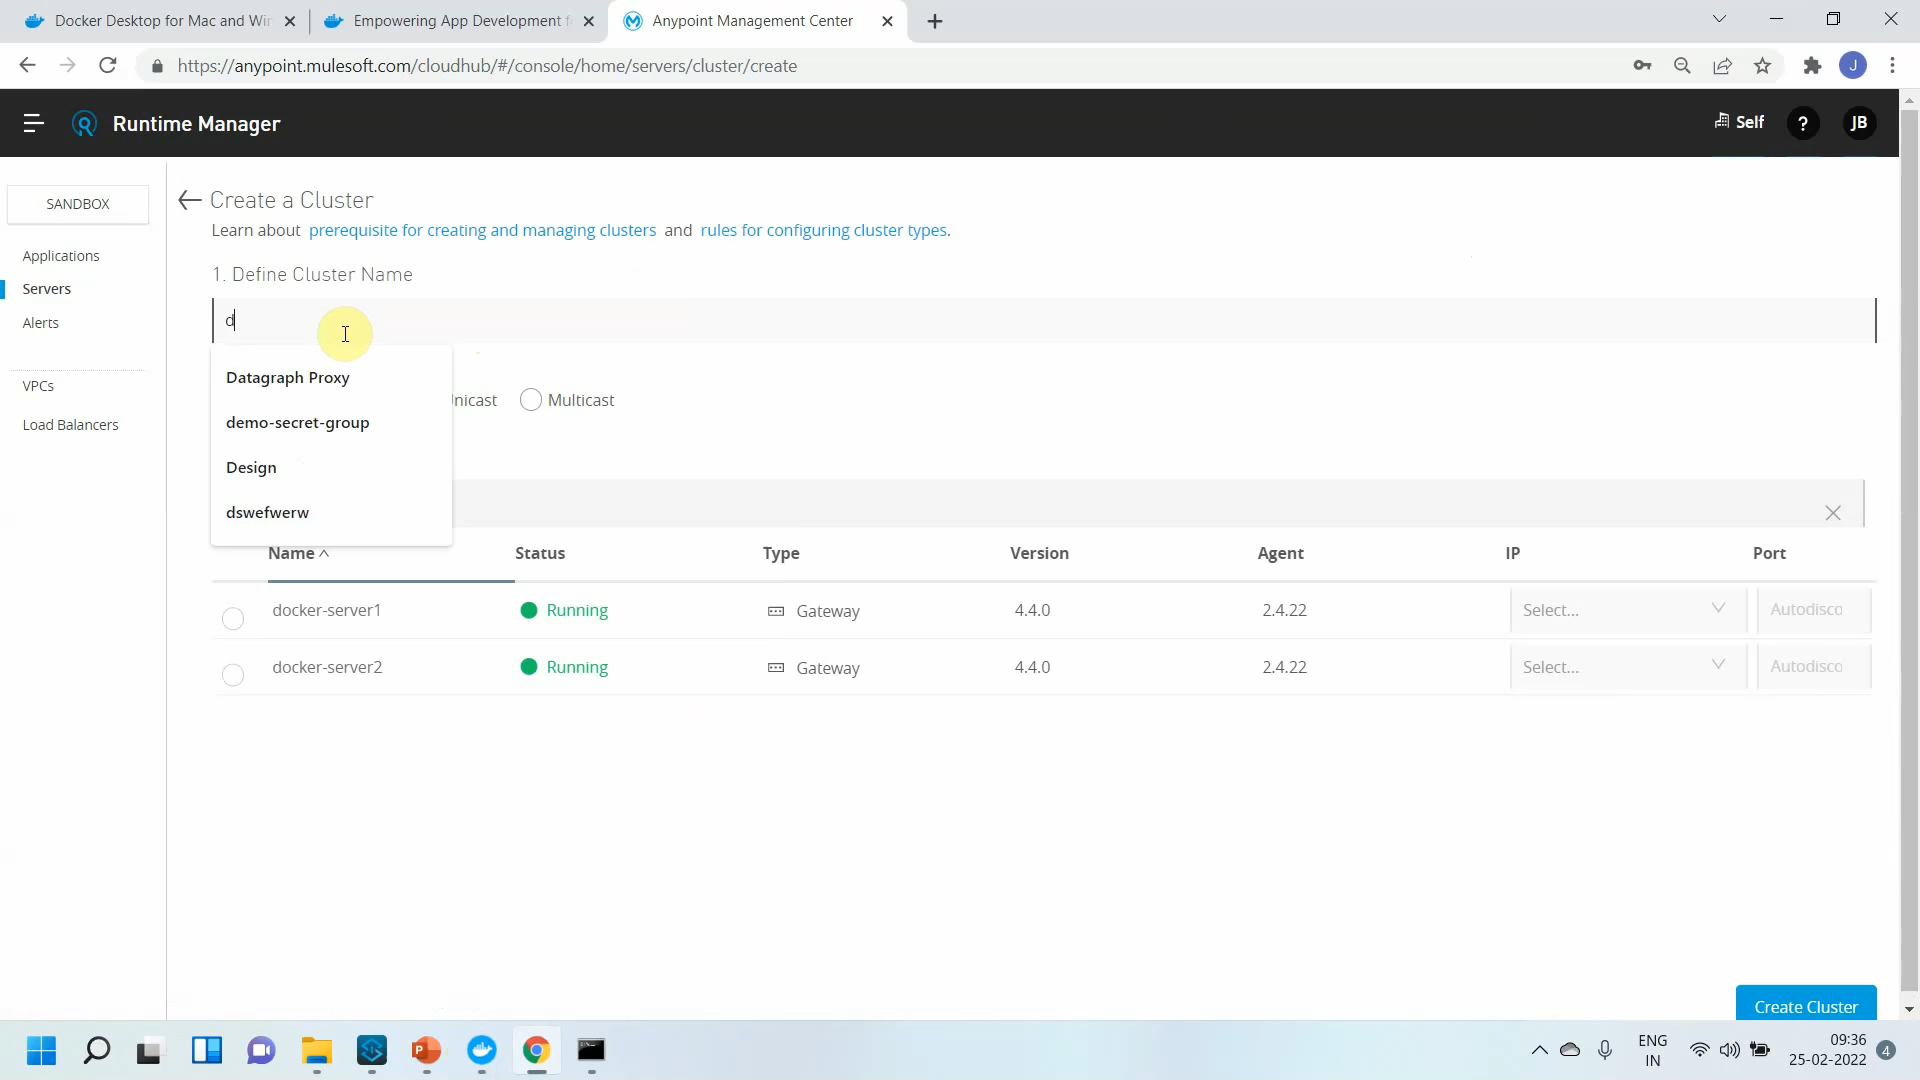 Docker Desktop for Mac and Win
Empowering App Development f
Anypoint Management Center
https://anypoint.mulesoft.com/cloudhub/#/console/home/servers/cluster/create
J
Runtime Manager
Self
?
JB
SANDBOX
Applications
Servers
Alerts
VPCs
Load Balancers
Create a Cluster
Learn about prerequisite for creating and managing clusters and rules for configuring cluster types.
1. Define Cluster Name
d
Datagraph Proxy
demo-secret-group
Design
dswefwerw
nicast
Multicast
Name Status Type Version Agent IP Port
docker-server1 Running Gateway 4.4.0 2.4.22 Select... Autodisco
docker-server2 Running Gateway 4.4.0 2.4.22 Select... Autodisco
Create Cluster
ENG
IN
09:36
25-02-2022
4